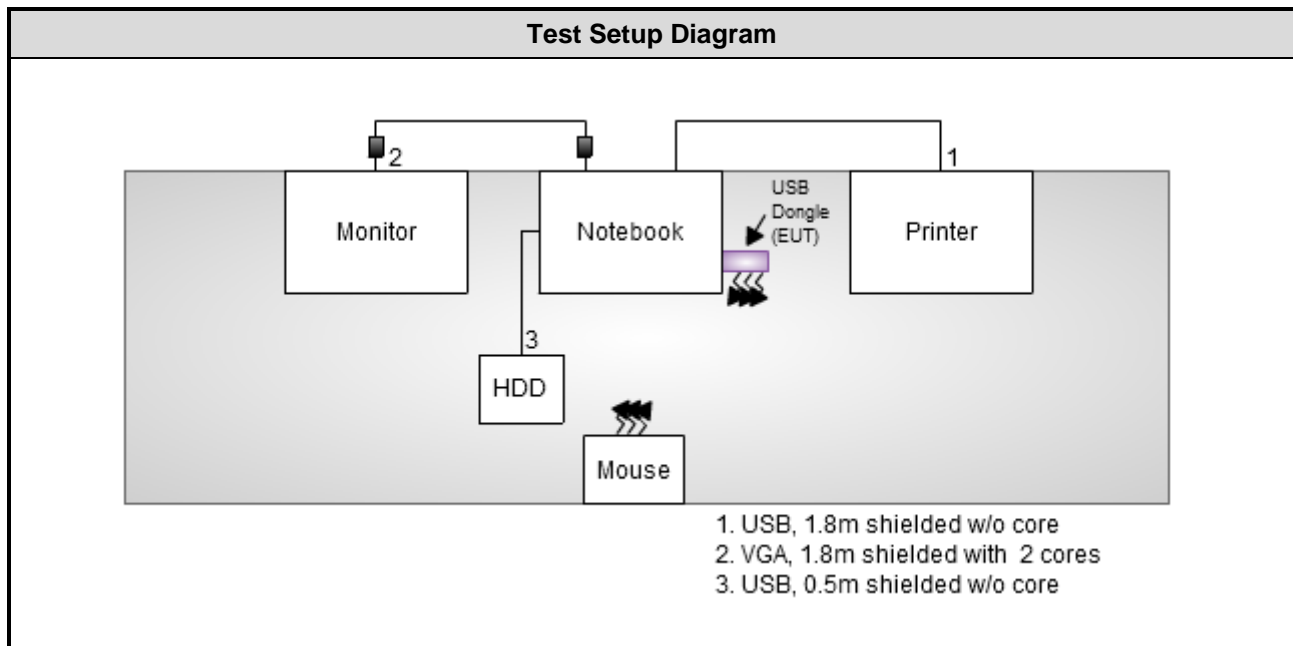 Test Setup Diagram
2
1
Monitor
Notebook
USB
Dongle
(EUT)
Printer
3
HDD
Mouse
1. USB, 1.8m shielded w/o core
2. VGA, 1.8m shielded with 2 cores
3. USB, 0.5m shielded w/o core